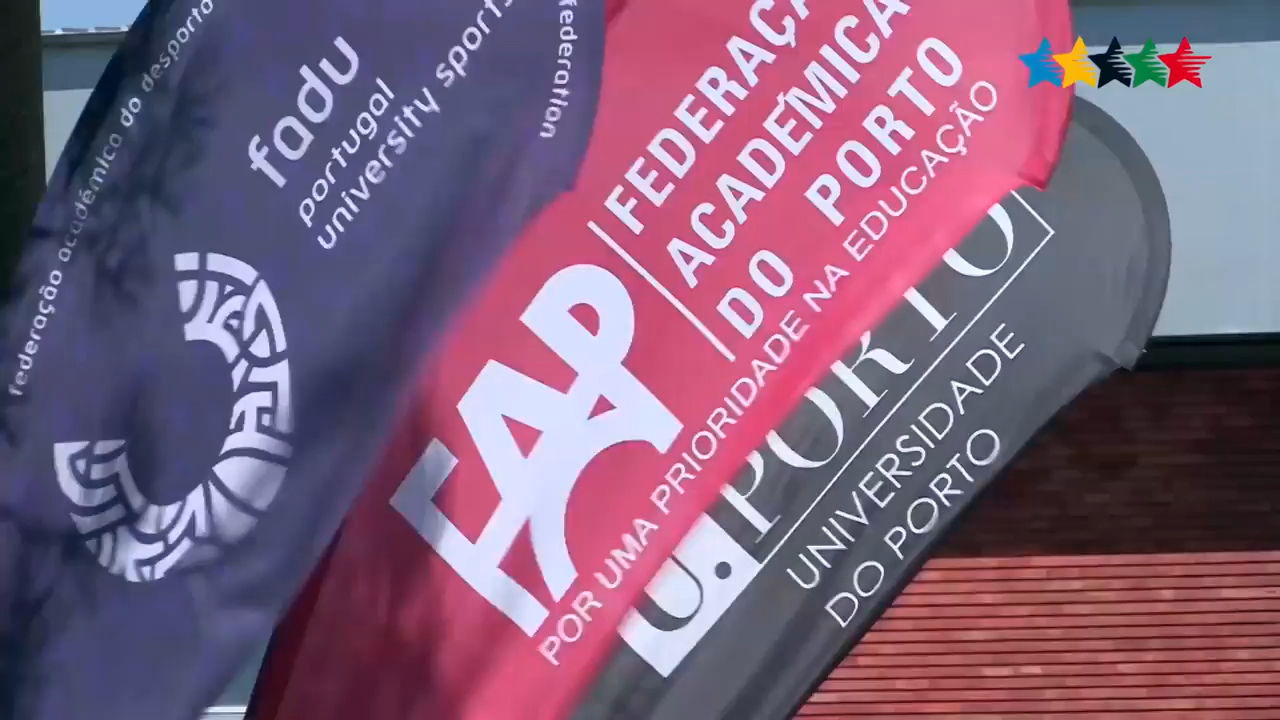 federação académica do desporto
fadu
portugal
university sports
federation
FAP
FEDERAÇÃ
ACADÉMICA
DO PORTO
POR UMA PRIORIDADE NA EDUCAÇÃO
U.PORTO
UNIVERSIDADE
DO PORTO